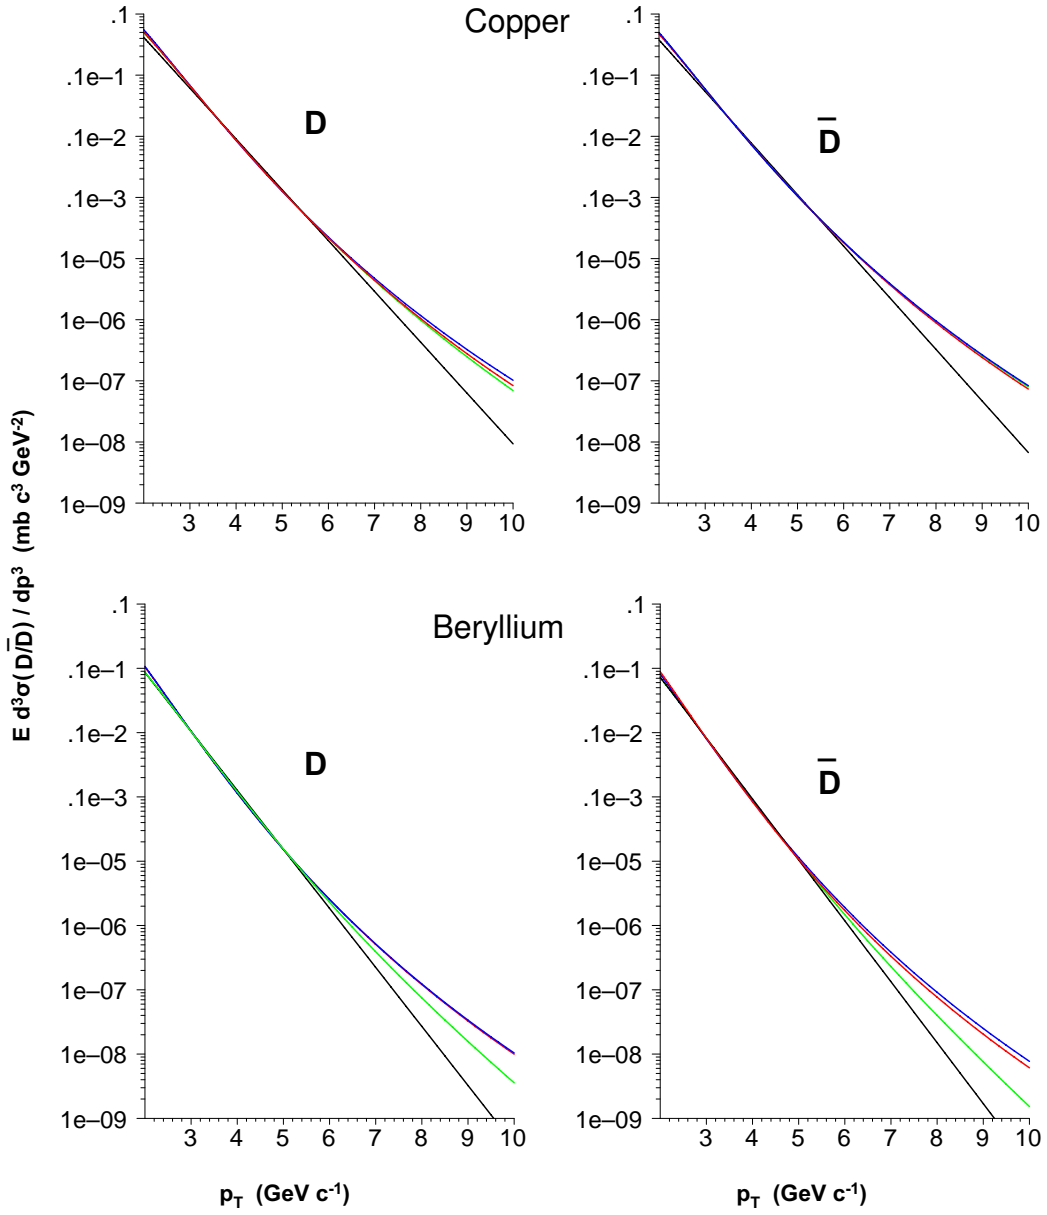 Copper
.1
.1e–1
.1e–2
.1e–3
1e–05
1e–06
1e–07
1e–08
1e–09
D
3 4 5 6 7 8 9 10
.1
.1e–1
.1e–2
.1e–3
1e–05
1e–06
1e–07
1e–08
1e–09
D̅
3 4 5 6 7 8 9 10
E d³σ(D̅/D) / dp³ (mb c³ GeV⁻²)
Beryllium
.1
.1e–1
.1e–2
.1e–3
1e–05
1e–06
1e–07
1e–08
1e–09
D
3 4 5 6 7 8 9 10
p_T (GeV c⁻¹)
.1
.1e–1
.1e–2
.1e–3
1e–05
1e–06
1e–07
1e–08
1e–09
D̅
3 4 5 6 7 8 9 10
p_T (GeV c⁻¹)